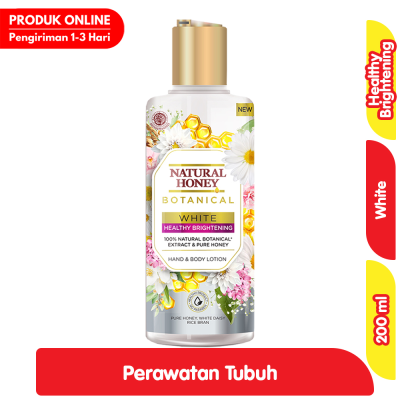 PRODUK ONLINE
Pengiriman 1-3 Hari
NEW
NATURAL
HONEY
BOTANICAL
WHITE
HEALTHY BRIGHTENING
100% NATURAL BOTANICAL*
EXTRACT & PURE HONEY
HAND & BODY LOTION
PURE HONEY, WHITE DAISY
RICE BRAN
Healthy
Brightening
White
200 ml
Perawatan Tubuh